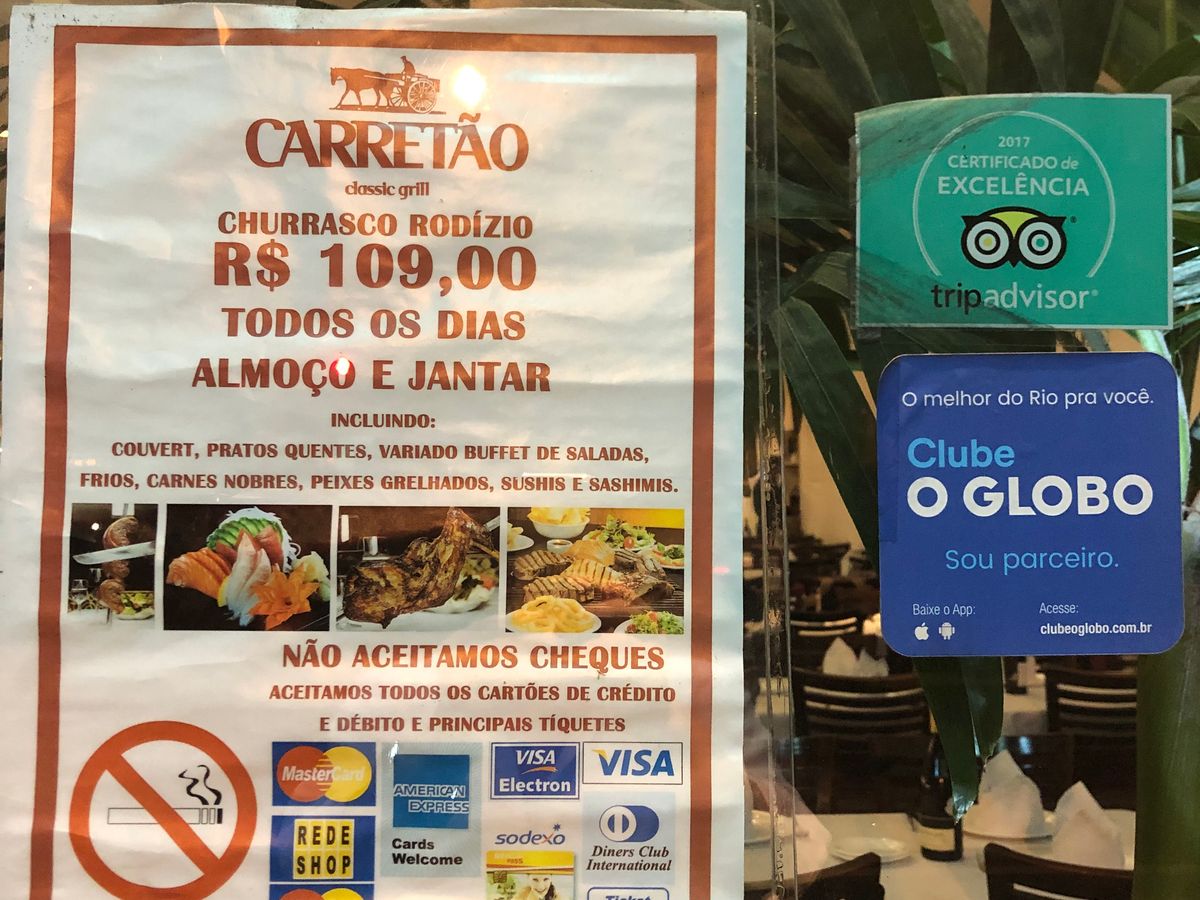 CARRETÃO
classic grill
CHURRASCO RODÍZIO
R$ 109,00
TODOS OS DIAS
ALMOÇO E JANTAR
INCLUINDO:
COUVERT, PRATOS QUENTES, VARIADO BUFFET DE SALADAS,
FRIOS, CARNES NOBRES, PEIXES GRELHADOS, SUSHIS E SASHIMIS.
NÃO ACEITAMOS CHEQUES
ACEITAMOS TODOS OS CARTÕES DE CRÉDITO
E DÉBITO E PRINCIPAIS TÍQUETES
MasterCard
AMERICAN
EXPRESS
Cards
Welcome
VISA
Electron
VISA
REDE
SHOP
sodexo
PASS
Diners Club
International
Ticket
2017
CERTIFICADO de
EXCELÊNCIA
tripadvisor®
O melhor do Rio pra você.
Clube
O GLOBO
Sou parceiro.
Baixe o App:
Acesse:
clubeoglobo.com.br